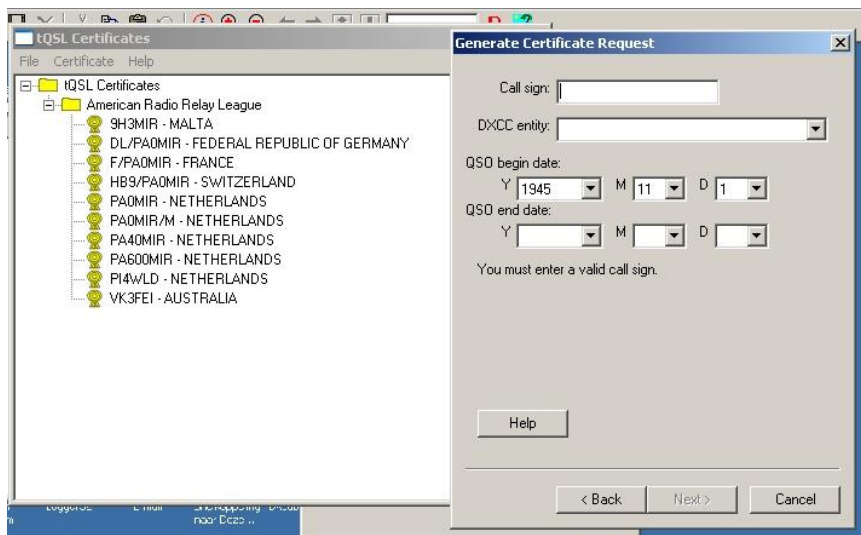 tQSL Certificates
File Certificate Help
tQSL Certificates
American Radio Relay League
9H3MIR - MALTA
DL/PA0MIR - FEDERAL REPUBLIC OF GERMANY
F/PA0MIR - FRANCE
HB9/PA0MIR - SWITZERLAND
PA0MIR - NETHERLANDS
PA0MIR/M - NETHERLANDS
PA40MIR - NETHERLANDS
PA600MIR - NETHERLANDS
PI4WLD - NETHERLANDS
VK3FEI - AUSTRALIA
Generate Certificate Request
Call sign:
DXCC entity:
QSO begin date:
Y 1945 M 11 D 1
QSO end date:
Y M D
You must enter a valid call sign.
Help
< Back Next > Cancel
naar